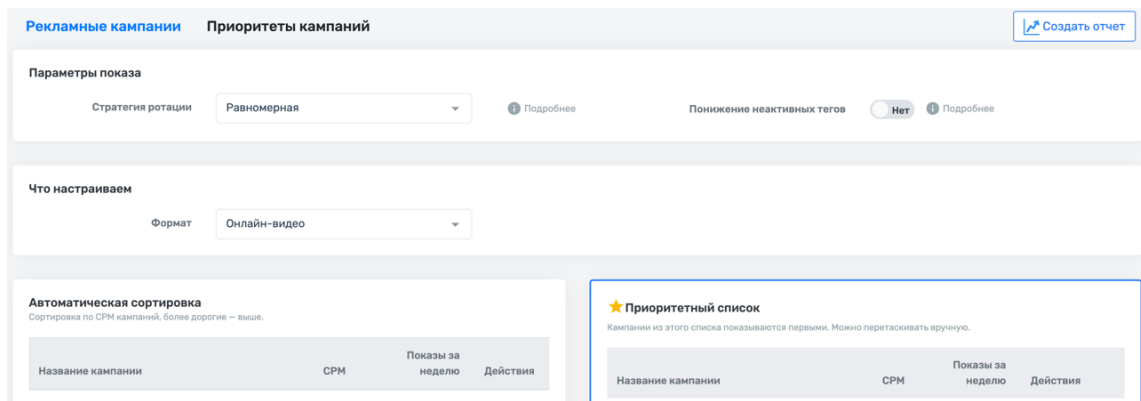 Рекламные кампании Приоритеты кампаний Создать отчет
Параметры показа
Стратегия ротации Равномерная Подробнее Понижение неактивных тегов Нет Подробнее
Что настраиваем
Формат Онлайн-видео
Автоматическая сортировка
Сортировка по CPM кампаний, более дорогие — выше.
Название кампании CPM Показы за неделю Действия
Приоритетный список
Кампании из этого списка показываются первыми. Можно перетаскивать вручную.
Название кампании CPM Показы за неделю Действия